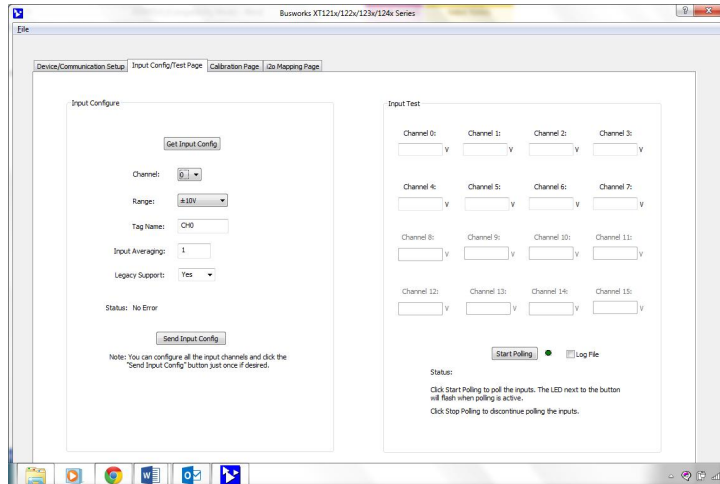 Busworks XT121x/122x/123x/124x Series
File
Device/Communication Setup Input Config/Test Page Calibration Page i2o Mapping Page
Input Configure
Get Input Config
Channel: 0
Range: ±10V
Tag Name: CH0
Input Averaging: 1
Legacy Support: Yes
Status: No Error
Send Input Config
Note: You can configure all the input channels and click the
"Send Input Config" button just once if desired.
Input Test
Channel 0: Channel 1: Channel 2: Channel 3:
V V V V
Channel 4: Channel 5: Channel 6: Channel 7:
V V V V
Channel 8: Channel 9: Channel 10: Channel 11:
V V V V
Channel 12: Channel 13: Channel 14: Channel 15:
V V V V
Start Polling Log File
Status:
Click Start Polling to poll the inputs. The LED next to the button
will flash when polling is active.
Click Stop Polling to discontinue polling the inputs.